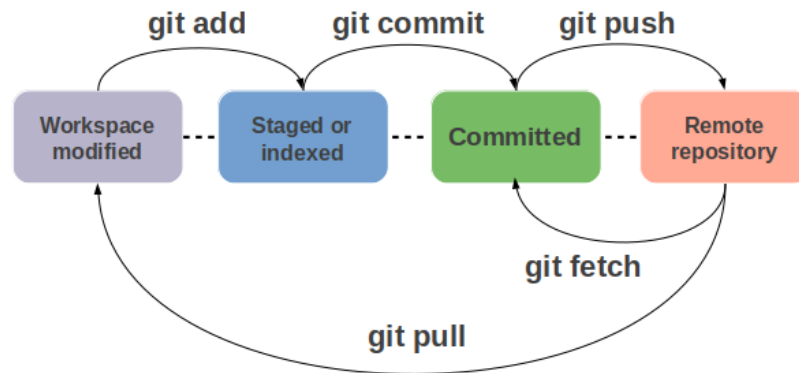 git add
git commit
git push
Workspace
modified
Staged or
indexed
Committed
Remote
repository
git fetch
git pull